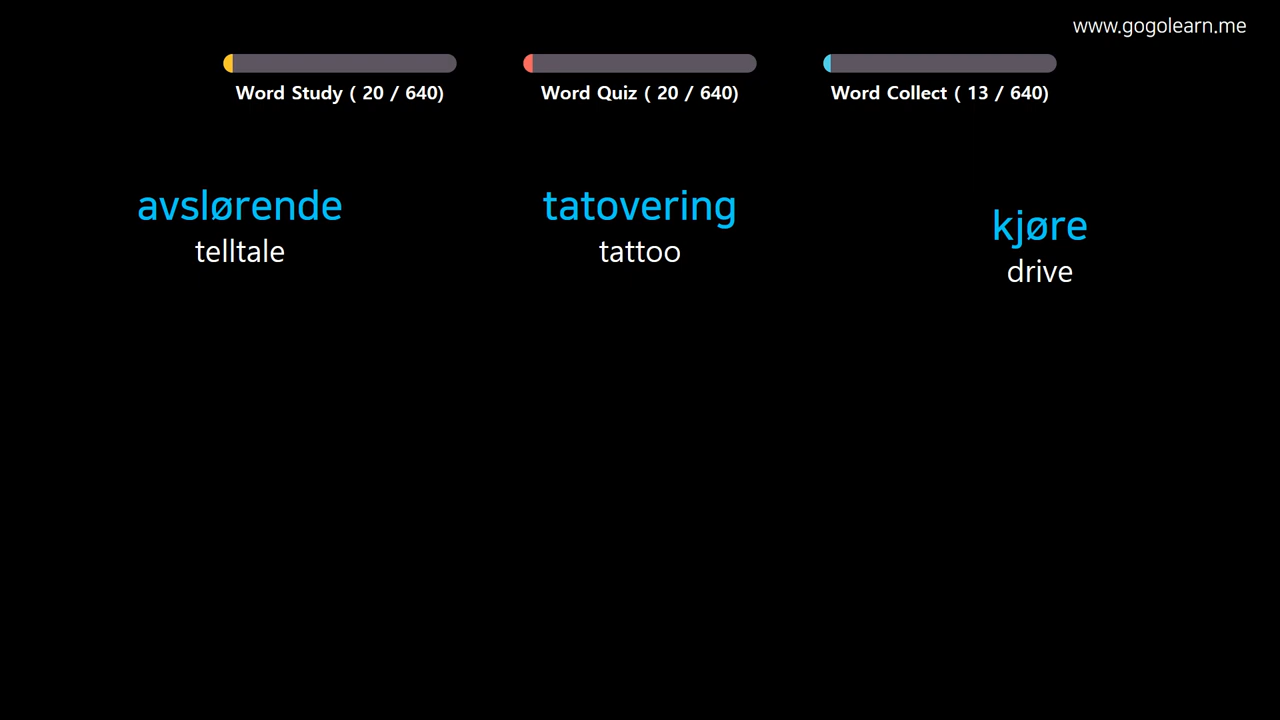 www.gogolearn.me
Word Study ( 20 / 640)
Word Quiz ( 20 / 640)
Word Collect ( 13 / 640)
avslørende
telltale
tatovering
tattoo
kjøre
drive